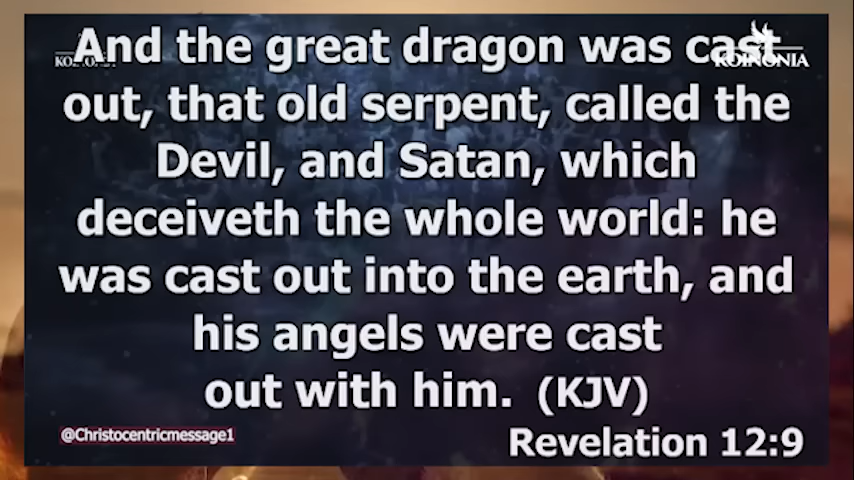 And the great dragon was cast
KOINONIA
KOINONIA
out, that old serpent, called the
Devil, and Satan, which
deceiveth the whole world: he
was cast out into the earth, and
his angels were cast
out with him. (KJV)
@Christocentricmessage1
Revelation 12:9